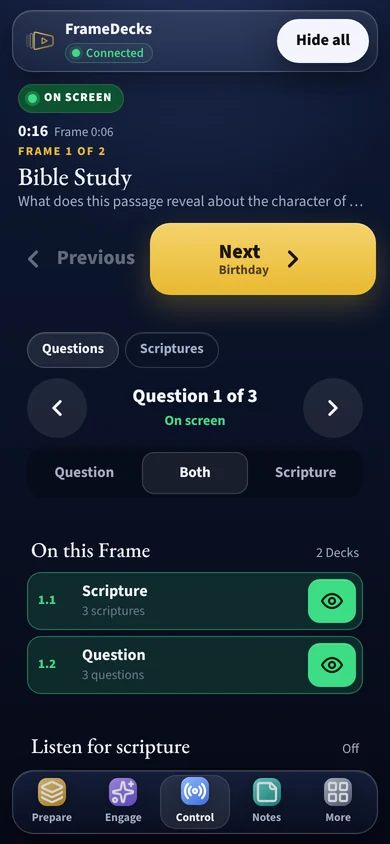 FrameDecks
Connected
Hide all
ON SCREEN
0:16 Frame 0:06
FRAME 1 OF 2
Bible Study
What does this passage reveal about the character of …
Previous
Next
Birthday
Questions
Scriptures
Question 1 of 3
On screen
Question
Both
Scripture
On this Frame
2 Decks
1.1
Scripture
3 scriptures
1.2
Question
3 questions
Listen for scripture
Off
Prepare
Engage
Control
Notes
More